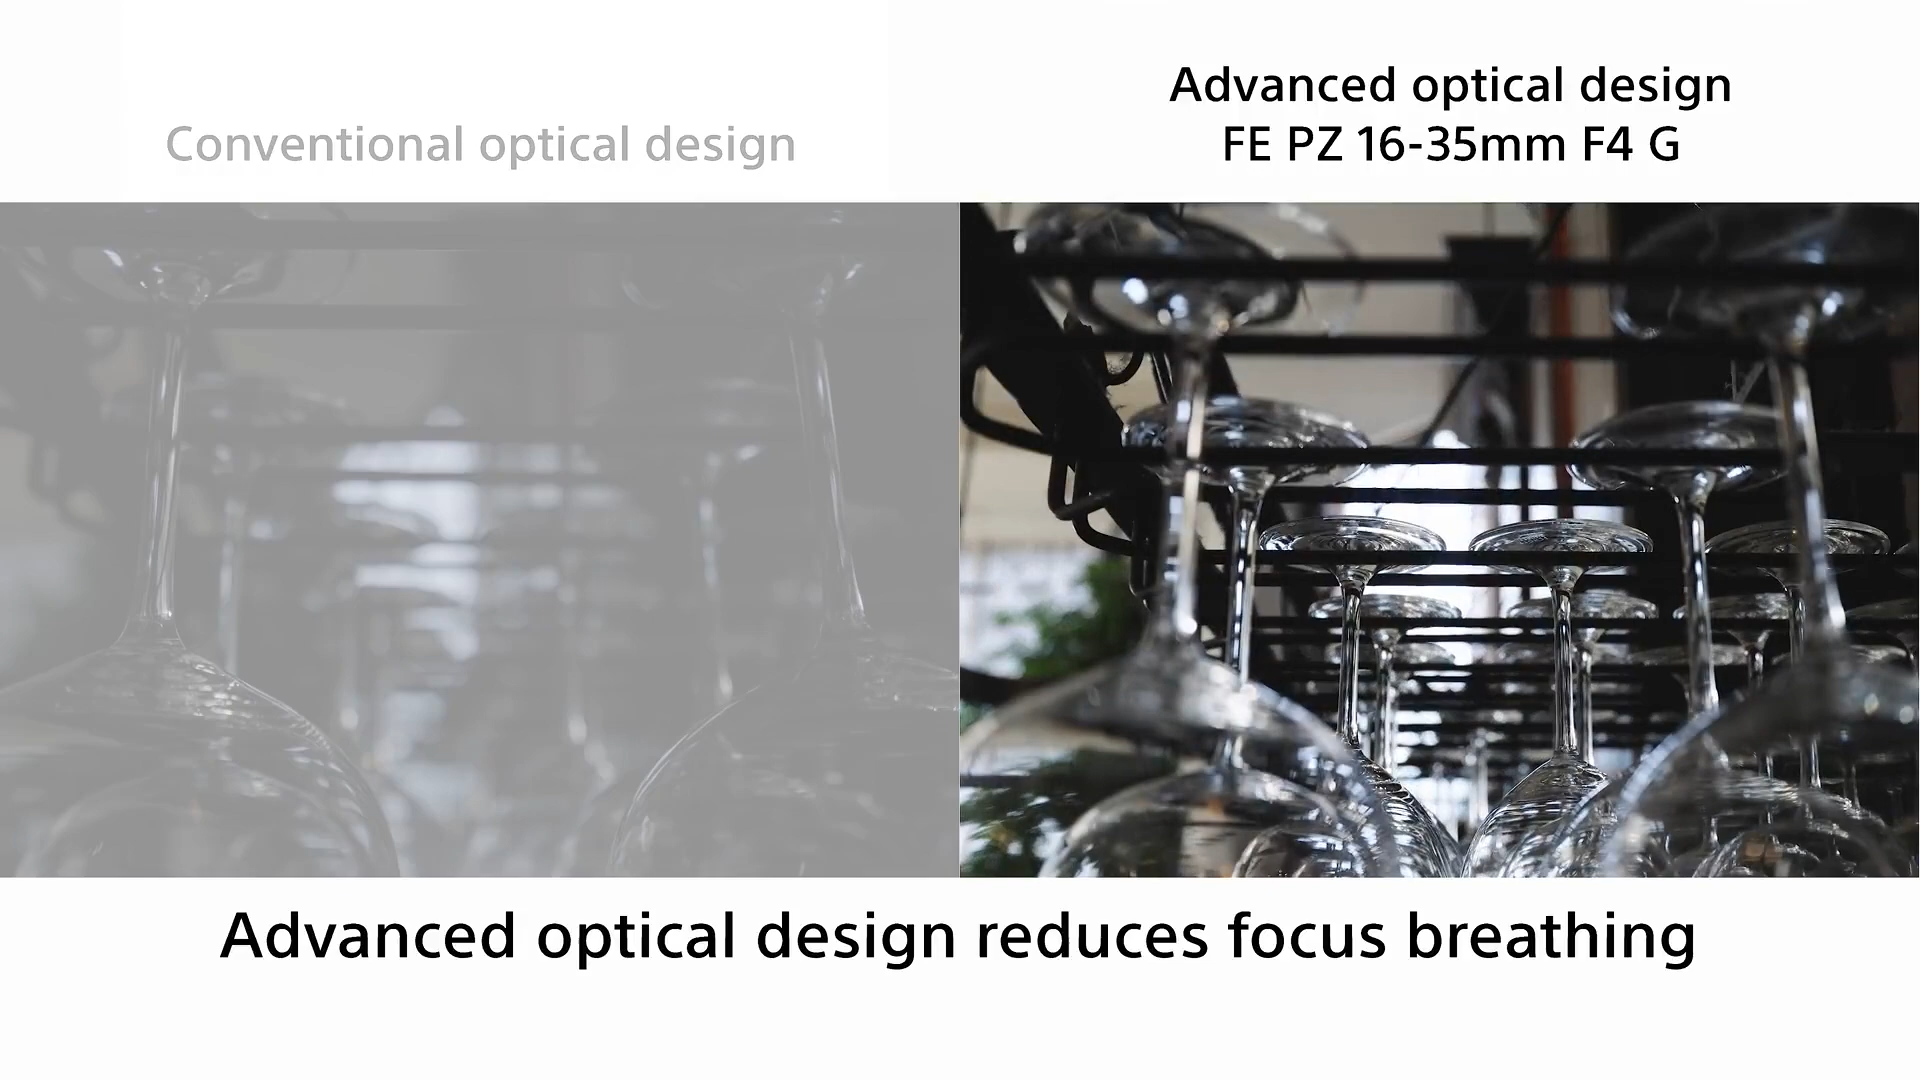 Conventional optical design
Advanced optical design
FE PZ 16-35mm F4 G
Advanced optical design reduces focus breathing